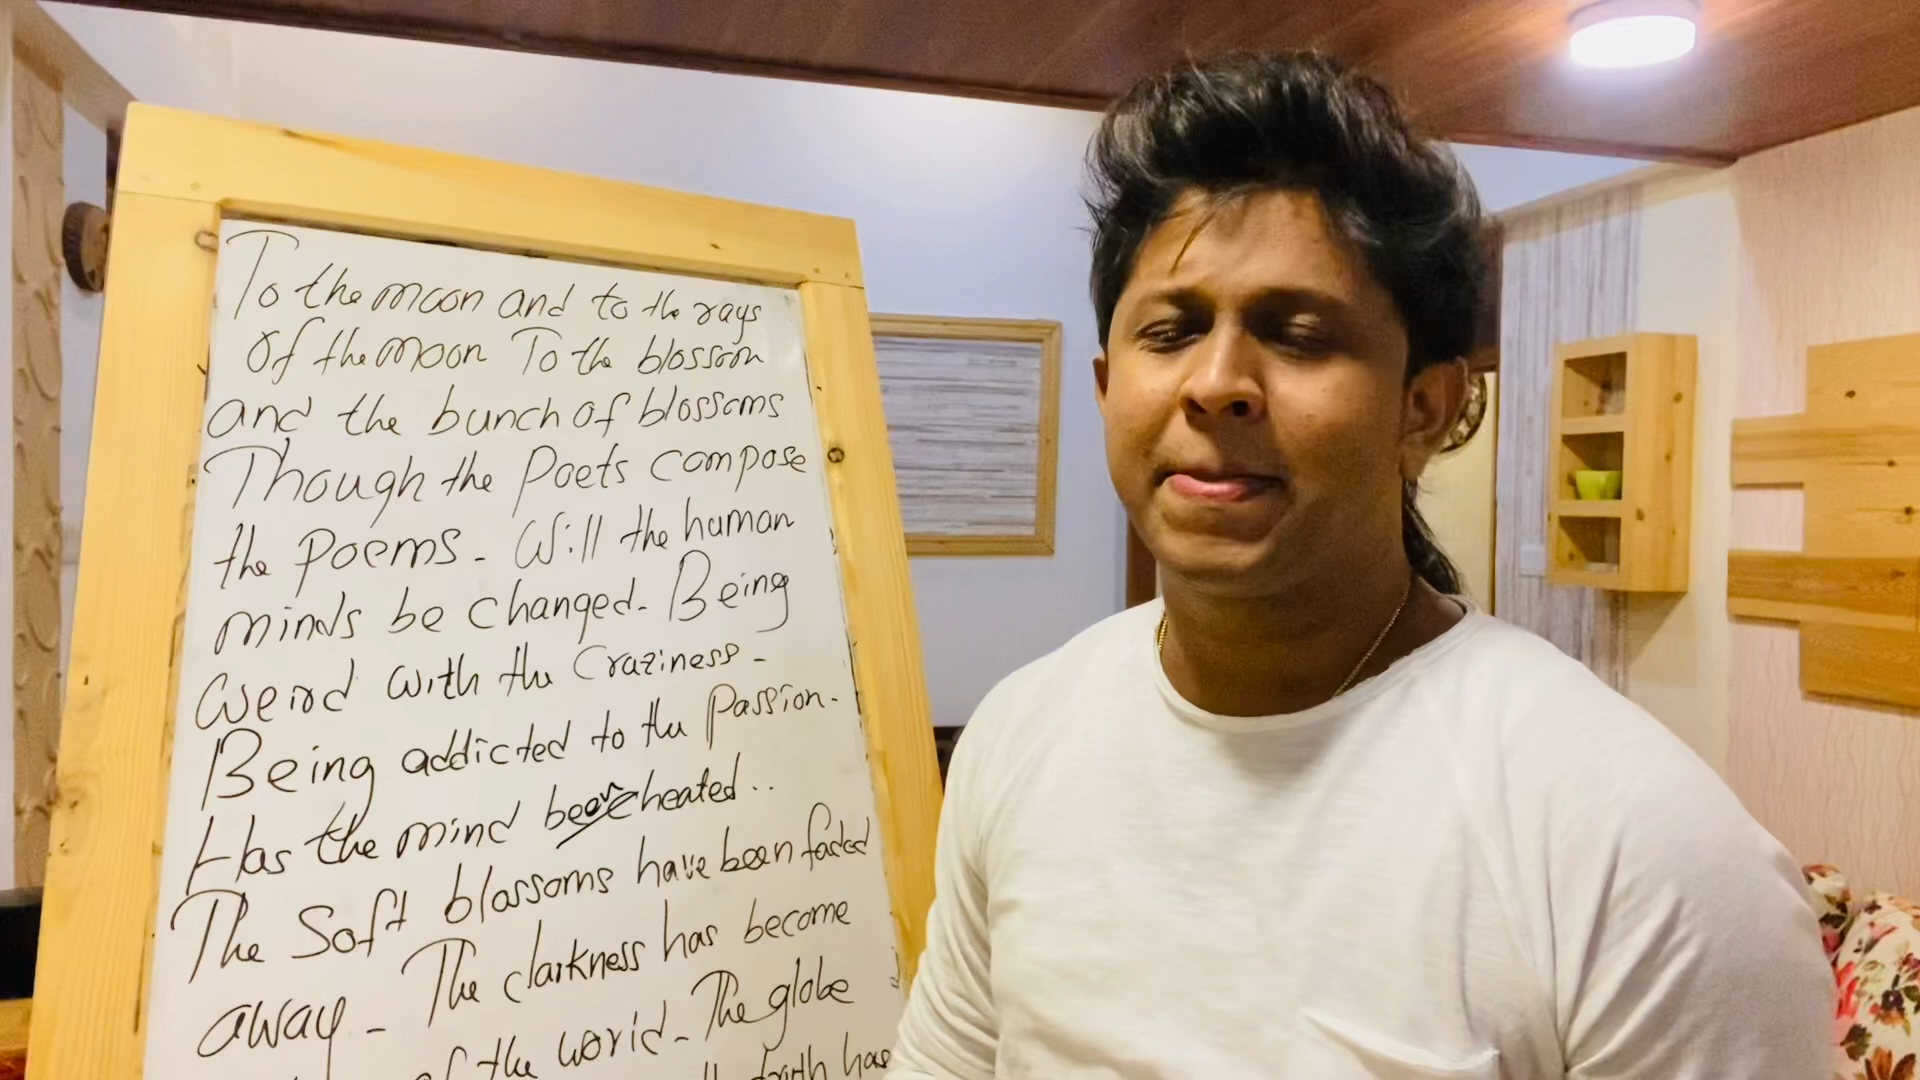 To the moon and to the rays
Of the moon To the blossom
and the bunch of blossoms
Though the Poets compose
the Poems - Will the human
minds be changed - Being
weird with the Craziness -
Being addicted to the Passion -
Has the mind been cheated..
The Soft blossoms have been faded
away - The darkness has become
of the world - The globe
has